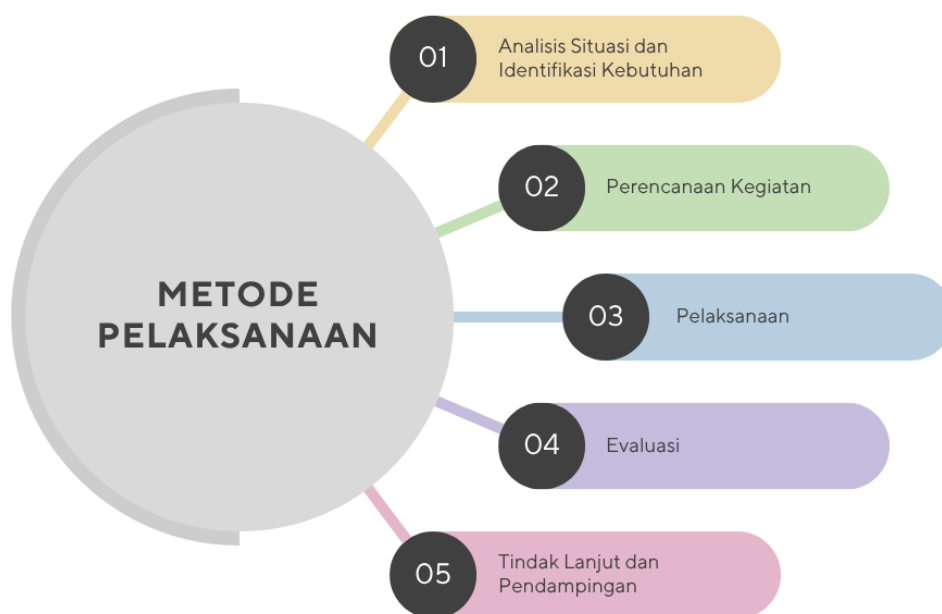 METODE
PELAKSANAAN
01
Analisis Situasi dan
Identifikasi Kebutuhan
02
Perencanaan Kegiatan
03
Pelaksanaan
04
Evaluasi
05
Tindak Lanjut dan
Pendampingan